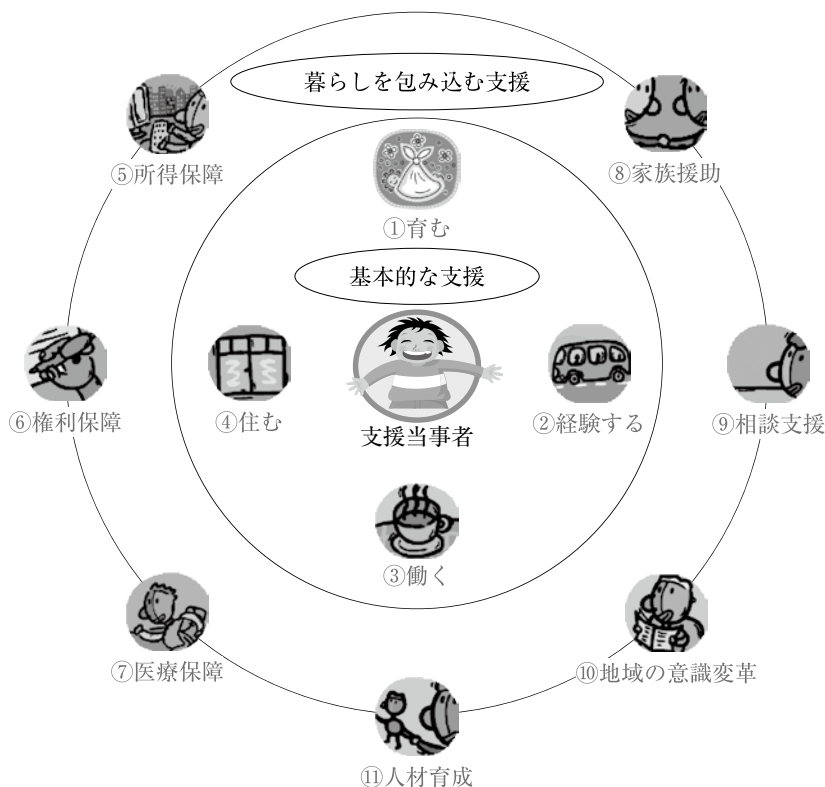 暮らしを包み込む支援
⑤所得保障
⑧家族援助
①育む
基本的な支援
⑥権利保障
④住む
支援当事者
②経験する
⑨相談支援
③働く
⑦医療保障
⑩地域の意識変革
⑪人材育成